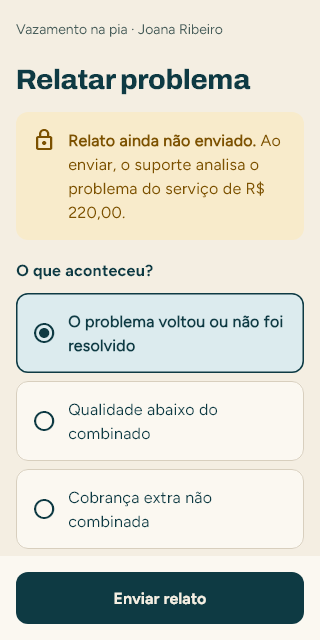 Vazamento na pia · Joana Ribeiro
Relatar problema
Relato ainda não enviado. Ao
enviar, o suporte analisa o
problema do serviço de R$
220,00.
O que aconteceu?
O problema voltou ou não foi
resolvido
Qualidade abaixo do
combinado
Cobrança extra não
combinada
Enviar relato